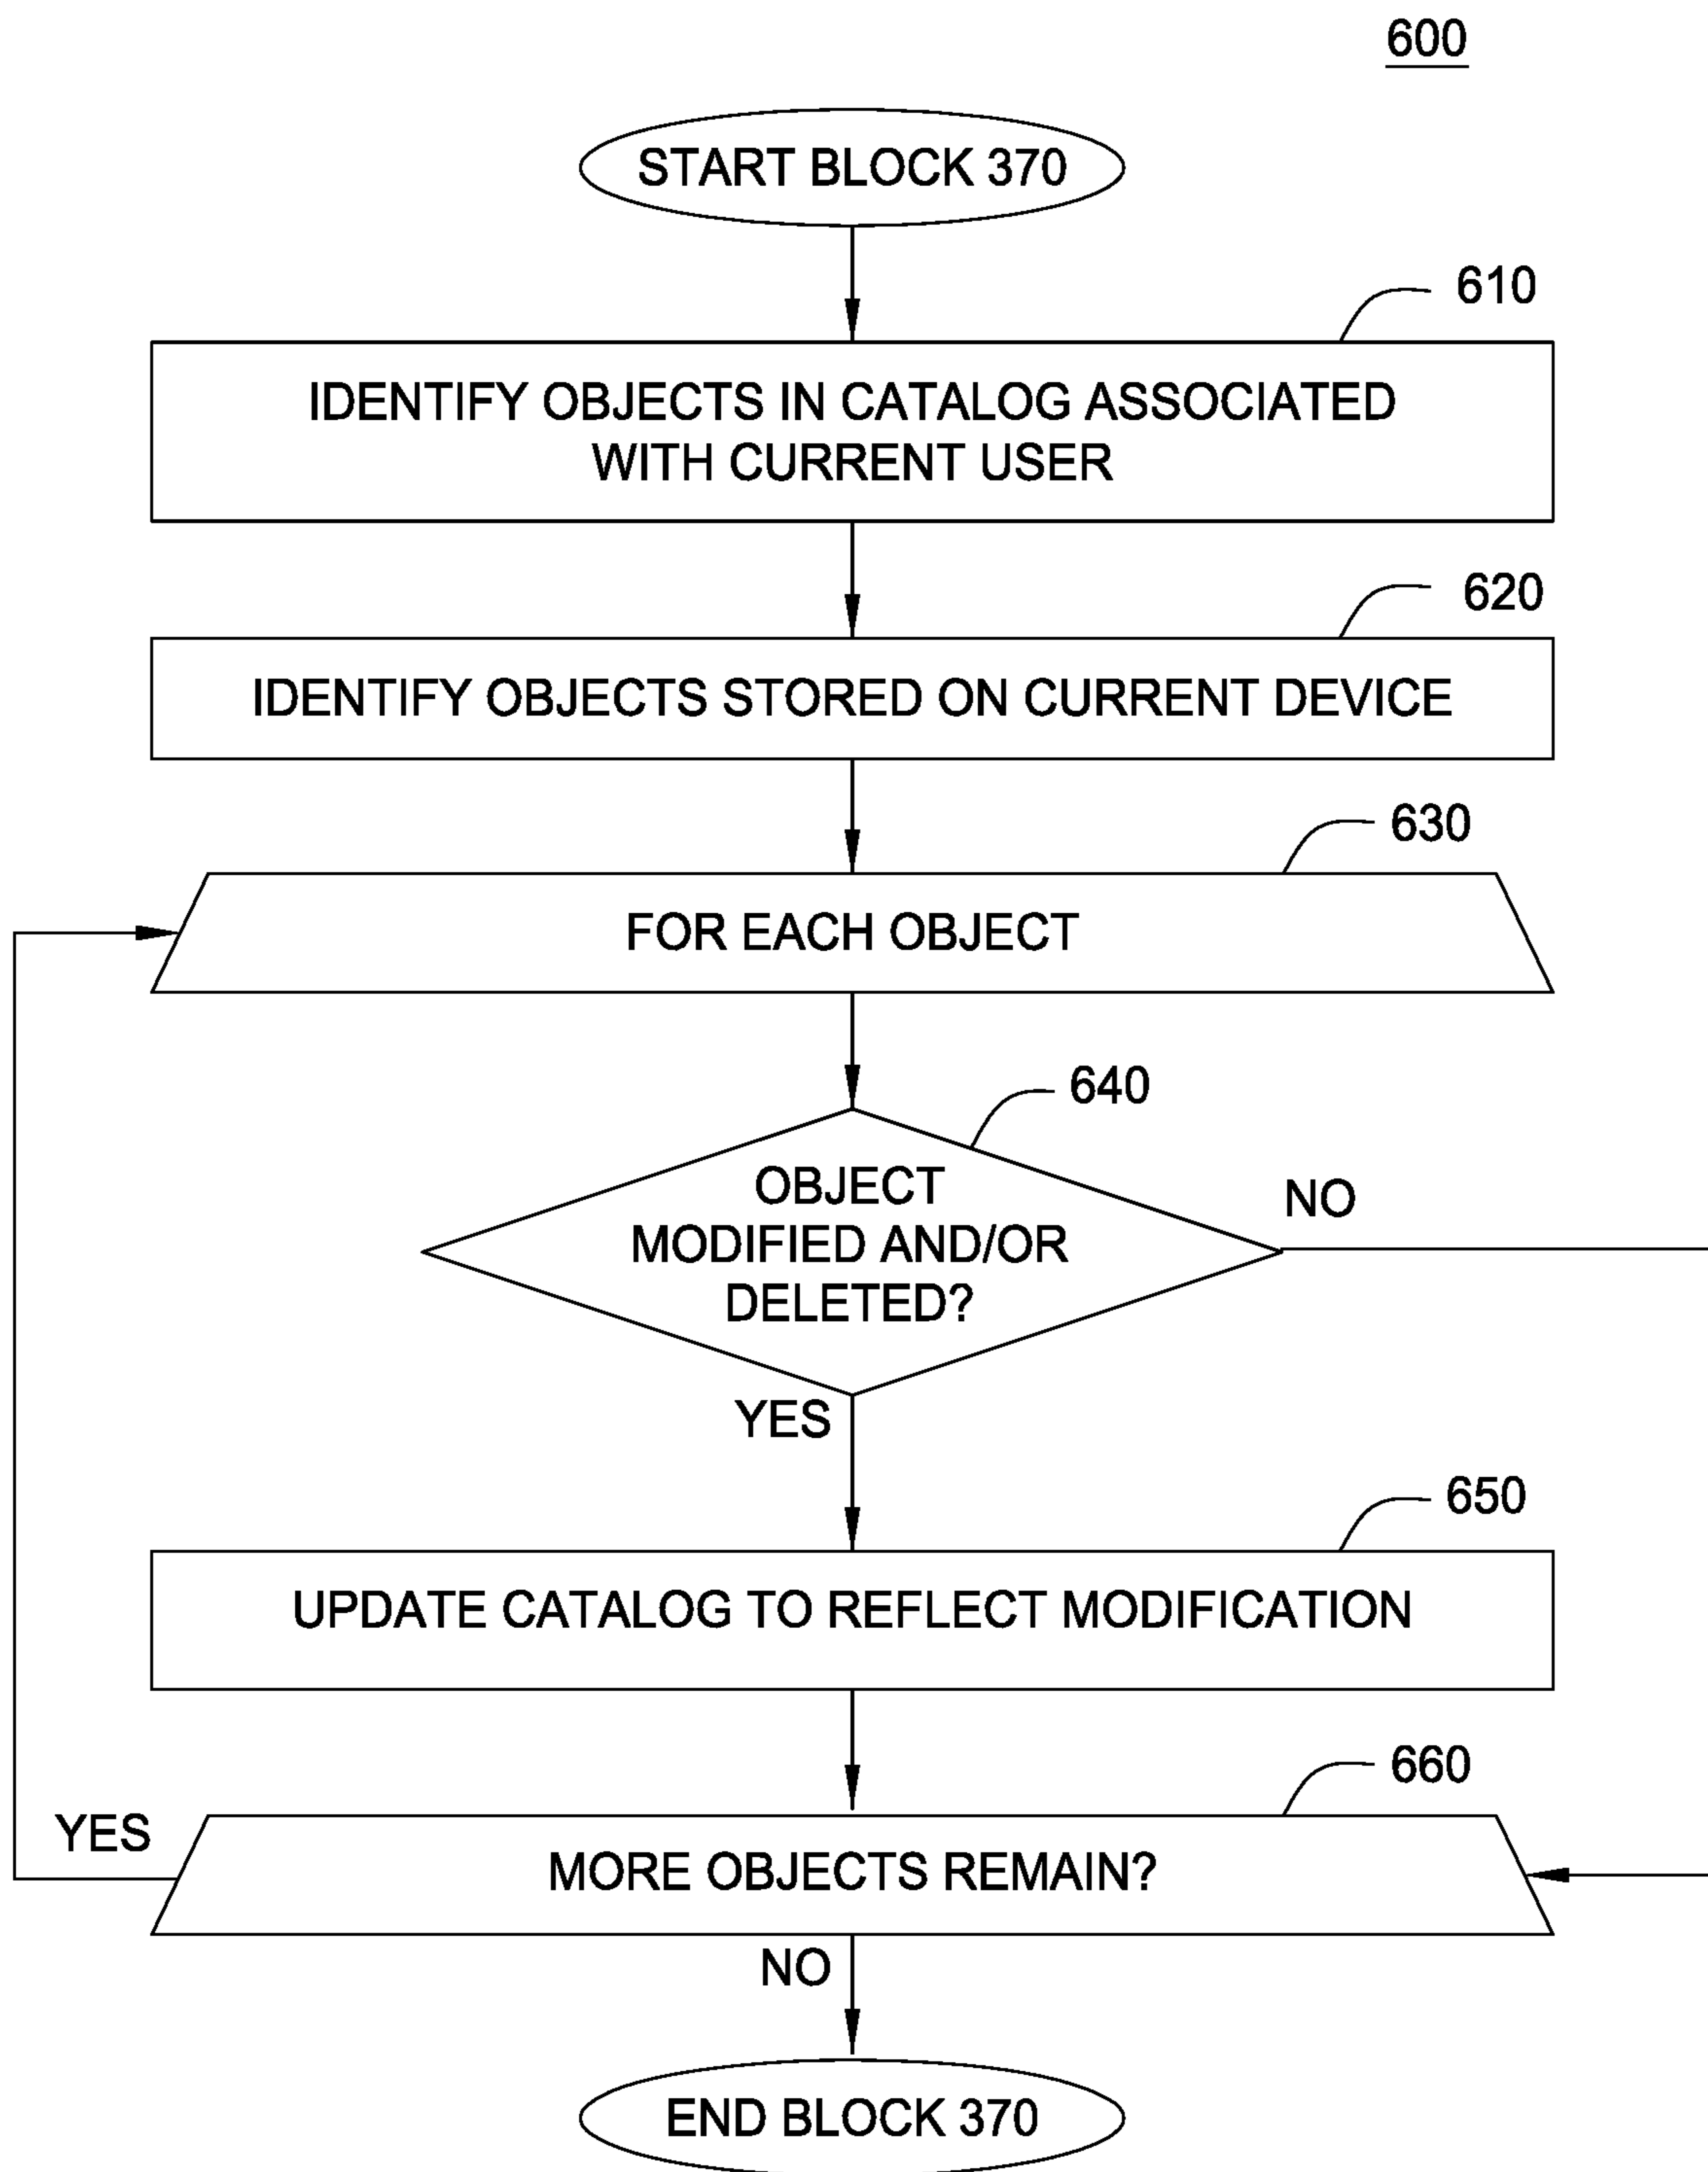 600
START BLOCK 370
610
IDENTIFY OBJECTS IN CATALOG ASSOCIATED
WITH CURRENT USER
620
IDENTIFY OBJECTS STORED ON CURRENT DEVICE
630
FOR EACH OBJECT
640
OBJECT
MODIFIED AND/OR
DELETED?
NO
YES
650
UPDATE CATALOG TO REFLECT MODIFICATION
660
YES
MORE OBJECTS REMAIN?
NO
END BLOCK 370